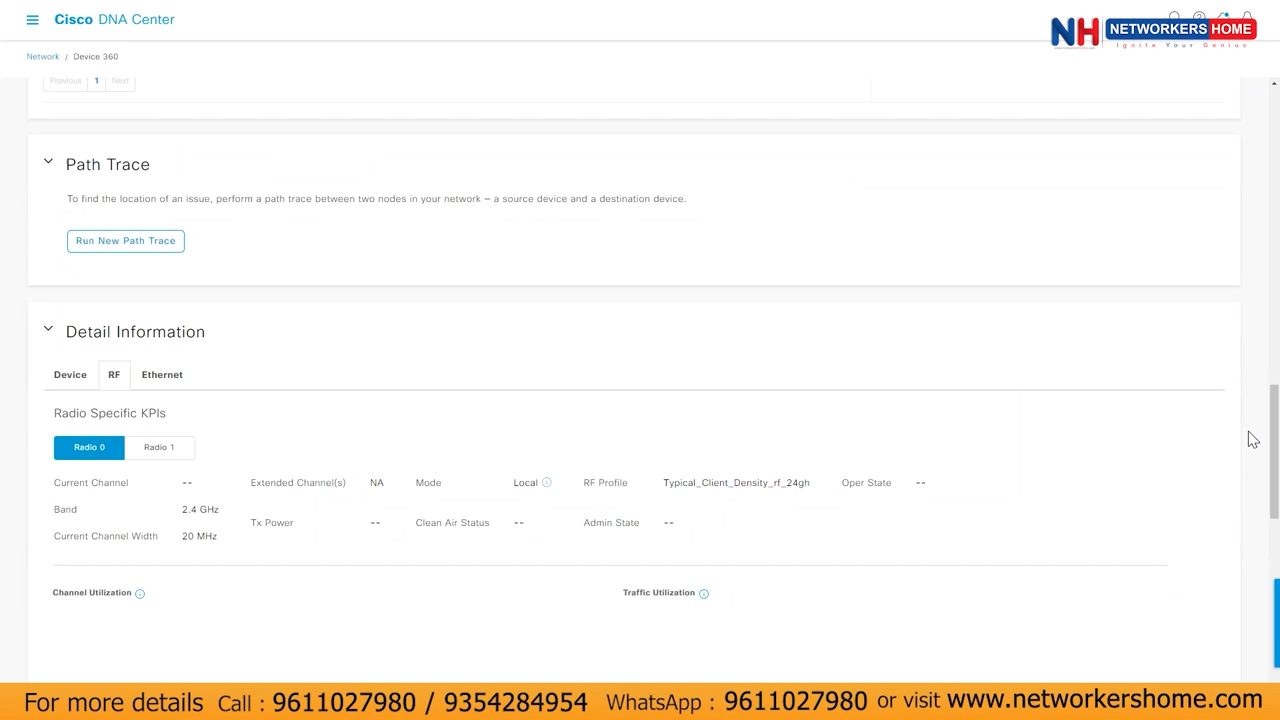 Cisco DNA Center
NH NETWORKERS HOME
Ignite Your Genius
Network / Device 360
Previous 1 Next
Path Trace
To find the location of an issue, perform a path trace between two nodes in your network – a source device and a destination device.
Run New Path Trace
Detail Information
Device RF Ethernet
Radio Specific KPIs
Radio 0 Radio 1
Current Channel -- Extended Channel(s) NA Mode Local RF Profile Typical_Client_Density_rf_24gh Oper State --
Band 2.4 GHz
Tx Power -- Clean Air Status -- Admin State --
Current Channel Width 20 MHz
Channel Utilization Traffic Utilization
For more details Call : 9611027980 / 9354284954 WhatsApp : 9611027980 or visit www.networkershome.com